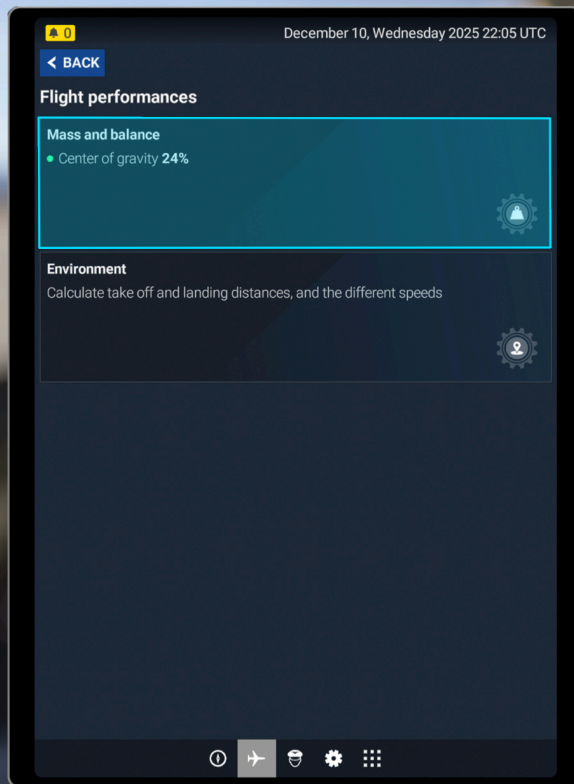 0
December 10, Wednesday 2025 22:05 UTC
BACK
Flight performances
Mass and balance
Center of gravity 24%
Environment
Calculate take off and landing distances, and the different speeds